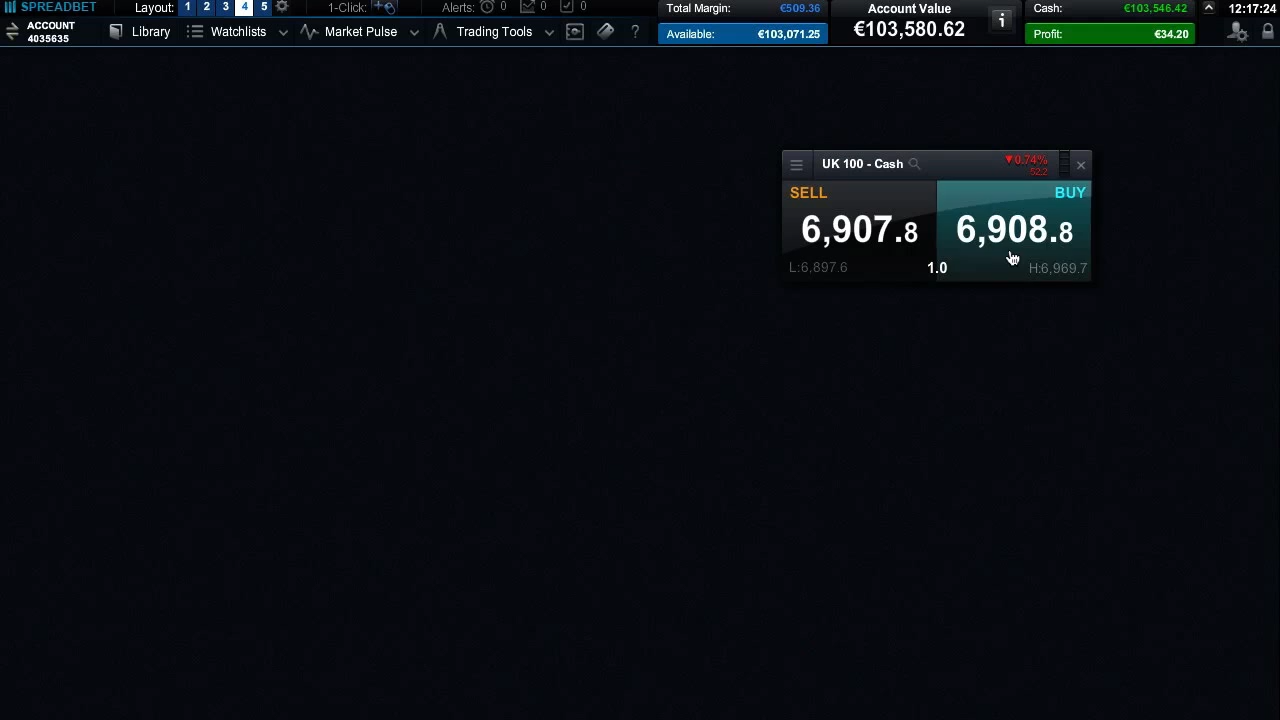 SPREADBET Layout: 1 2 3 4 5 1-Click: Alerts: 0 0 0 Total Margin: €509.36 Account Value Cash: €103,546.42 12:17:24
ACCOUNT
4035635
Library Watchlists Market Pulse Trading Tools ? Available: €103,071.25 €103,580.62 i Profit: €34.20
UK 100 - Cash ▼0.74%
52.2
SELL BUY
6,907.8 6,908.8
L:6,897.6 1.0 H:6,969.7